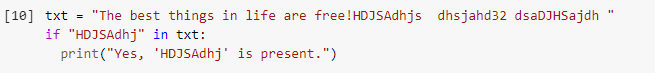 [10] txt = "The best things in life are free!HDJSAdhjs  dhsjahd32 dsaDJHSajdh "
if "HDJSAdhj" in txt:
  print("Yes, 'HDJSAdhj' is present.")